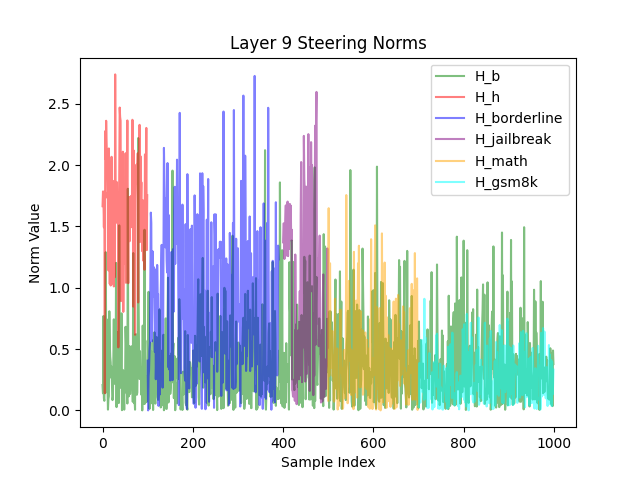 Layer 9 Steering Norms
Norm Value
2.5
2.0
1.5
1.0
0.5
0.0
H_b
H_h
H_borderline
H_jailbreak
H_math
H_gsm8k
0 200 400 600 800 1000
Sample Index